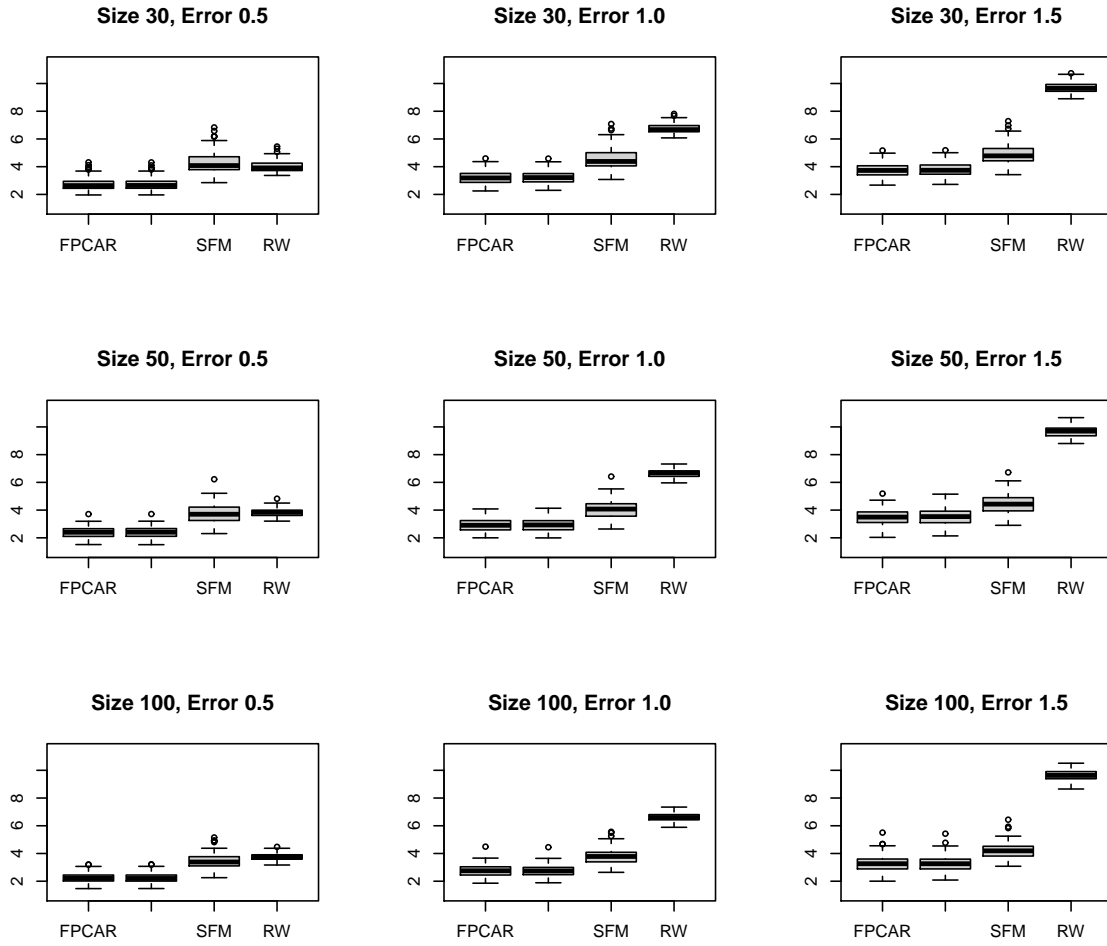 Size 30, Error 0.5
8
6
4
2
FPCAR SFM RW
Size 30, Error 1.0
8
6
4
2
FPCAR SFM RW
Size 30, Error 1.5
8
6
4
2
FPCAR SFM RW
Size 50, Error 0.5
8
6
4
2
FPCAR SFM RW
Size 50, Error 1.0
8
6
4
2
FPCAR SFM RW
Size 50, Error 1.5
8
6
4
2
FPCAR SFM RW
Size 100, Error 0.5
8
6
4
2
FPCAR SFM RW
Size 100, Error 1.0
8
6
4
2
FPCAR SFM RW
Size 100, Error 1.5
8
6
4
2
FPCAR SFM RW